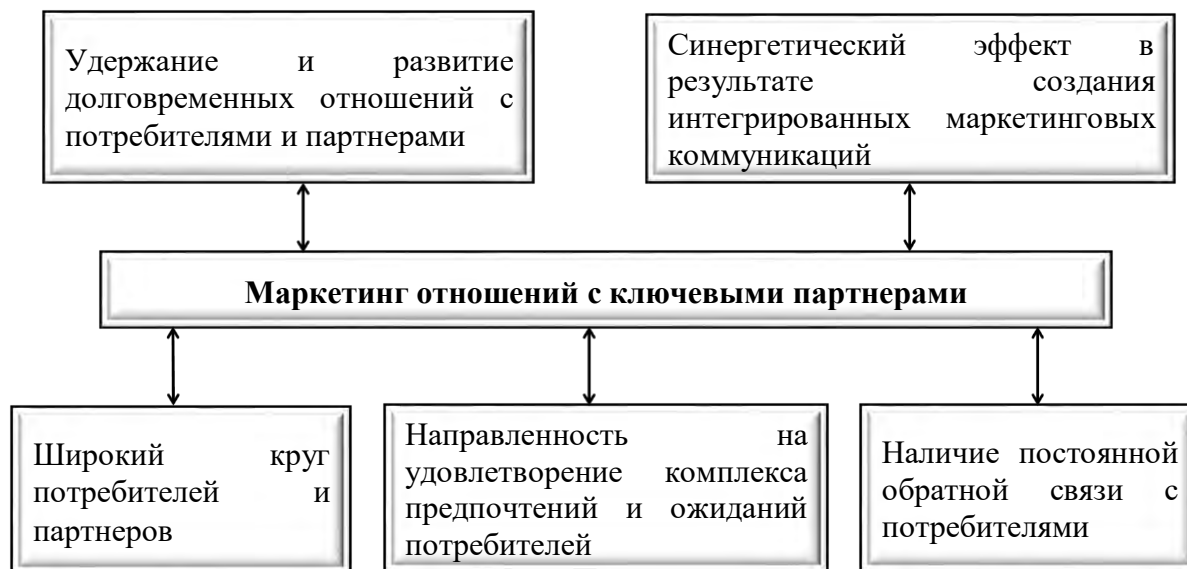 Удержание и развитие
долговременных отношений с
потребителями и партнерами
Синергетический эффект в
результате создания
интегрированных маркетинговых
коммуникаций
Маркетинг отношений с ключевыми партнерами
Широкий круг
потребителей и
партнеров
Направленность на
удовлетворение комплекса
предпочтений и ожиданий
потребителей
Наличие постоянной
обратной связи с
потребителями